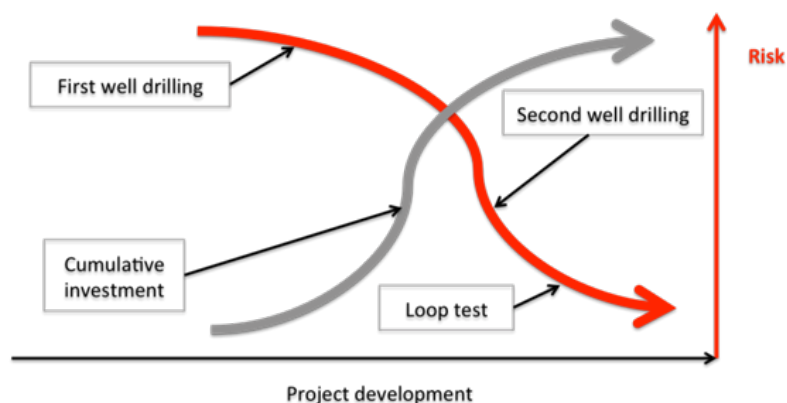 Risk
First well drilling
Second well drilling
Cumulative
investment
Loop test
Project development